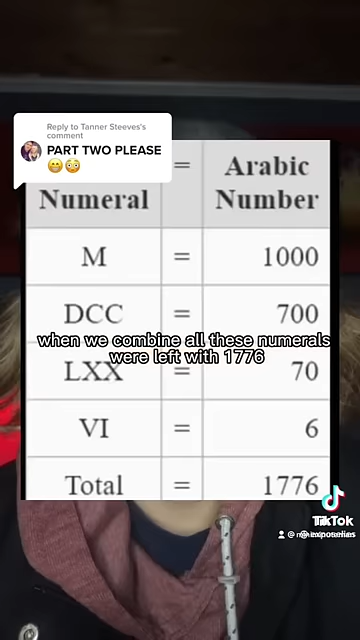 Reply to Tanner Steeves's
comment
PART TWO PLEASE
😁😳
= Arabic
Numeral Number
M = 1000
DCC = 700
when we combine all these numerals
were left with 1776
LXX = 70
VI = 6
Total = 1776
TikTok